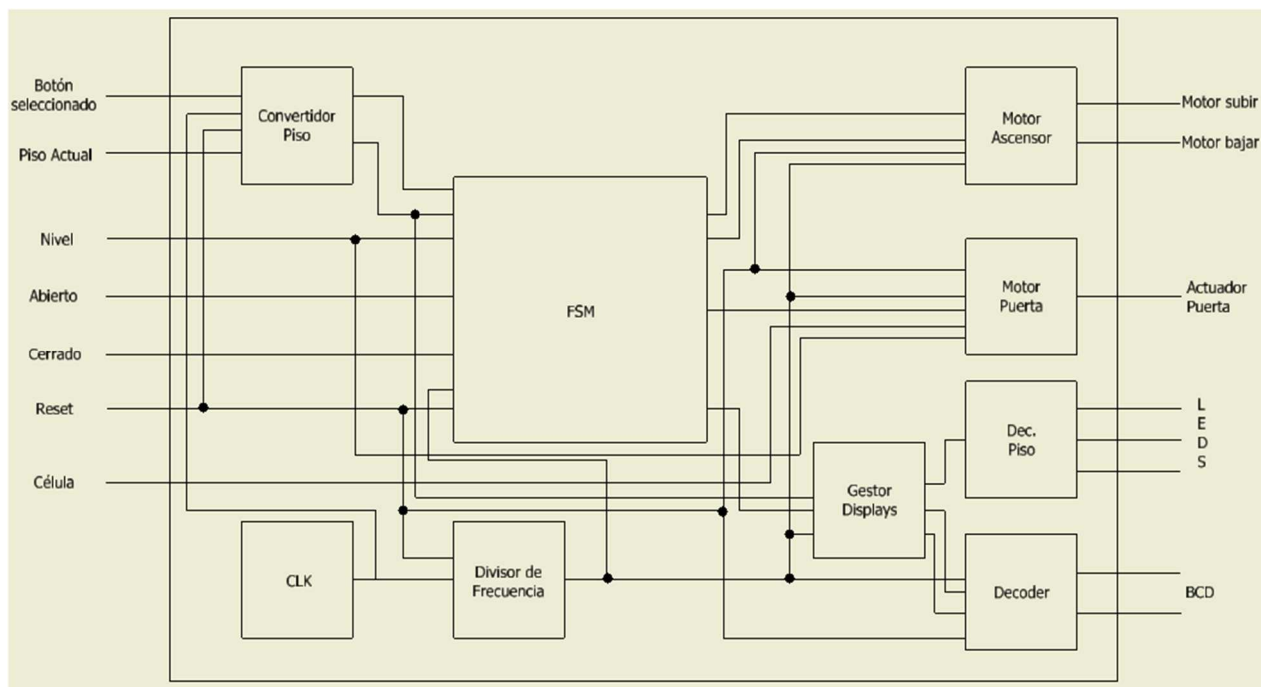 Botón
seleccionado
Piso Actual
Nivel
Abierto
Cerrado
Reset
Célula
Convertidor
Piso
FSM
CLK
Divisor de
Frecuencia
Gestor
Displays
Motor
Ascensor
Motor
Puerta
Dec.
Piso
Decoder
Motor subir
Motor bajar
Actuador
Puerta
L
E
D
S
BCD